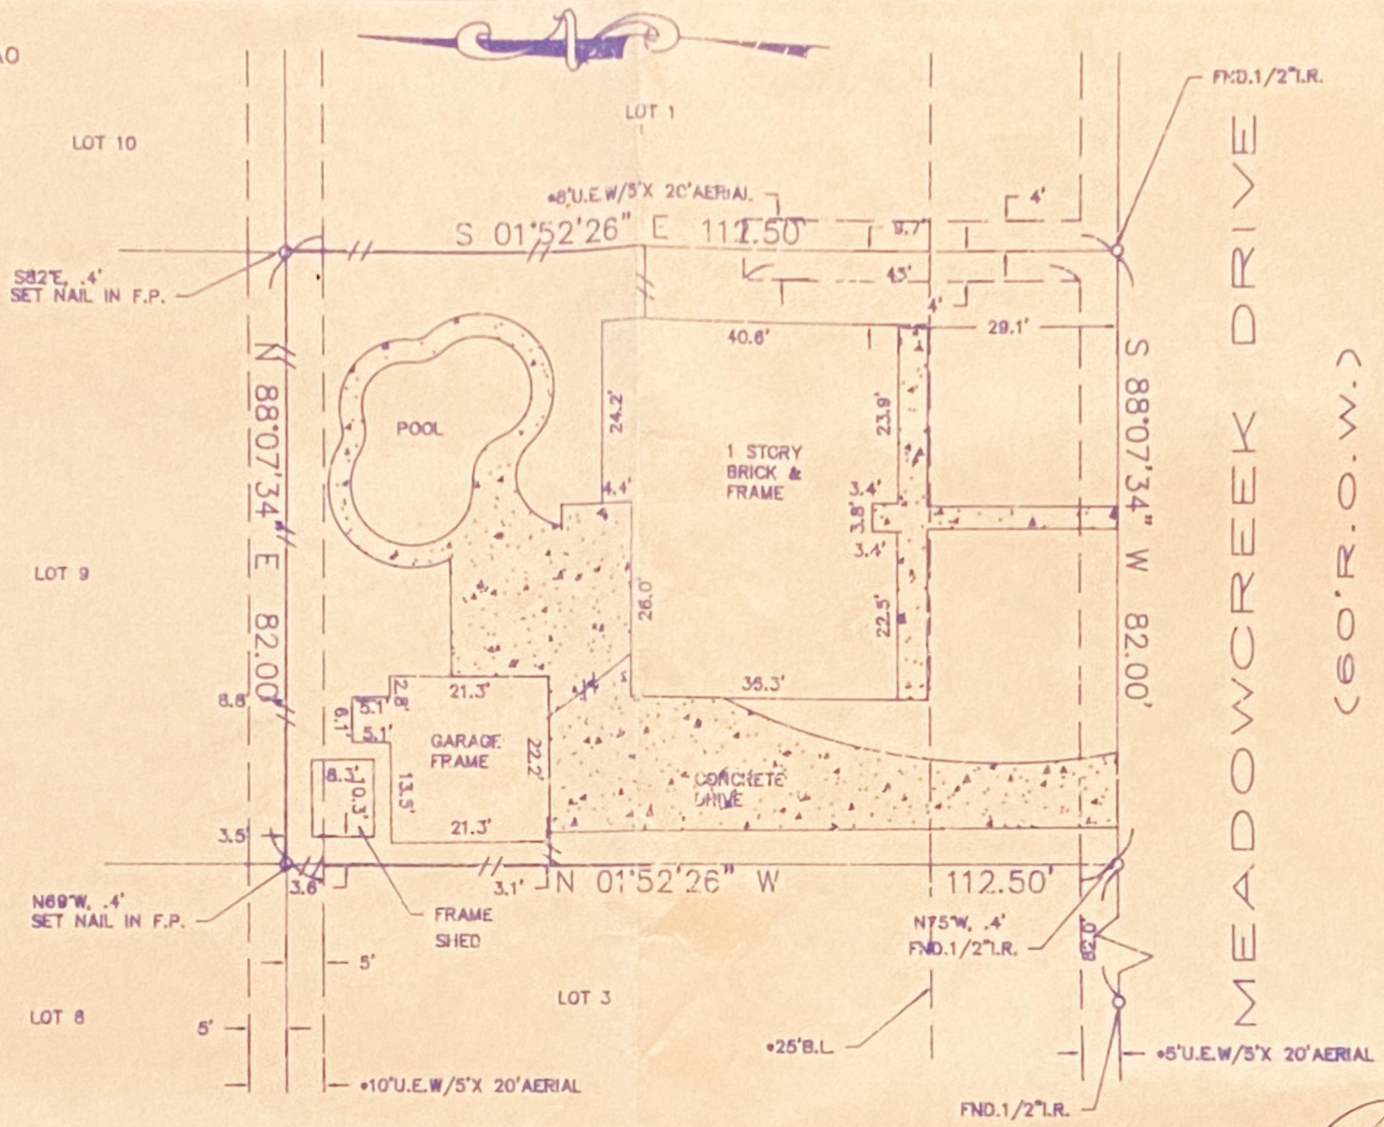 LOT 1
FND.1/2"I.R.
LOT 10
•8'U.E.W/5'X 20'AERIAL
4'
S 01°52'26" E 112.50'
9.7'
S82°E, .4'
SET NAIL IN F.P.
43'
4'
40.6'
29.1'
N 88°07'34" E 82.00'
S 88°07'34" W 82.00'
MEADOWCREEK DRIVE
(60'R.O.W.)
POOL
24.2'
23.9'
1 STORY
BRICK &
FRAME
4.4'
3.4'
3.8'
3.4'
LOT 9
26.0'
22.5'
35.3'
21.3'
2.8'
5.1'
6.1'
5.1'
GARAGE
FRAME
22.2'
8.3'
10.3'
13.5'
CONCRETE
DRIVE
21.3'
3.5'
3.6'
3.1'
N 01°52'26" W 112.50'
N69°W, .4'
SET NAIL IN F.P.
FRAME
SHED
N75°W, .4'
FND.1/2"I.R.
82.0'
5'
LOT 3
LOT 8
5'
•25'B.L.
•5'U.E.W/5'X 20'AERIAL
•10'U.E.W/5'X 20'AERIAL
FND.1/2"I.R.